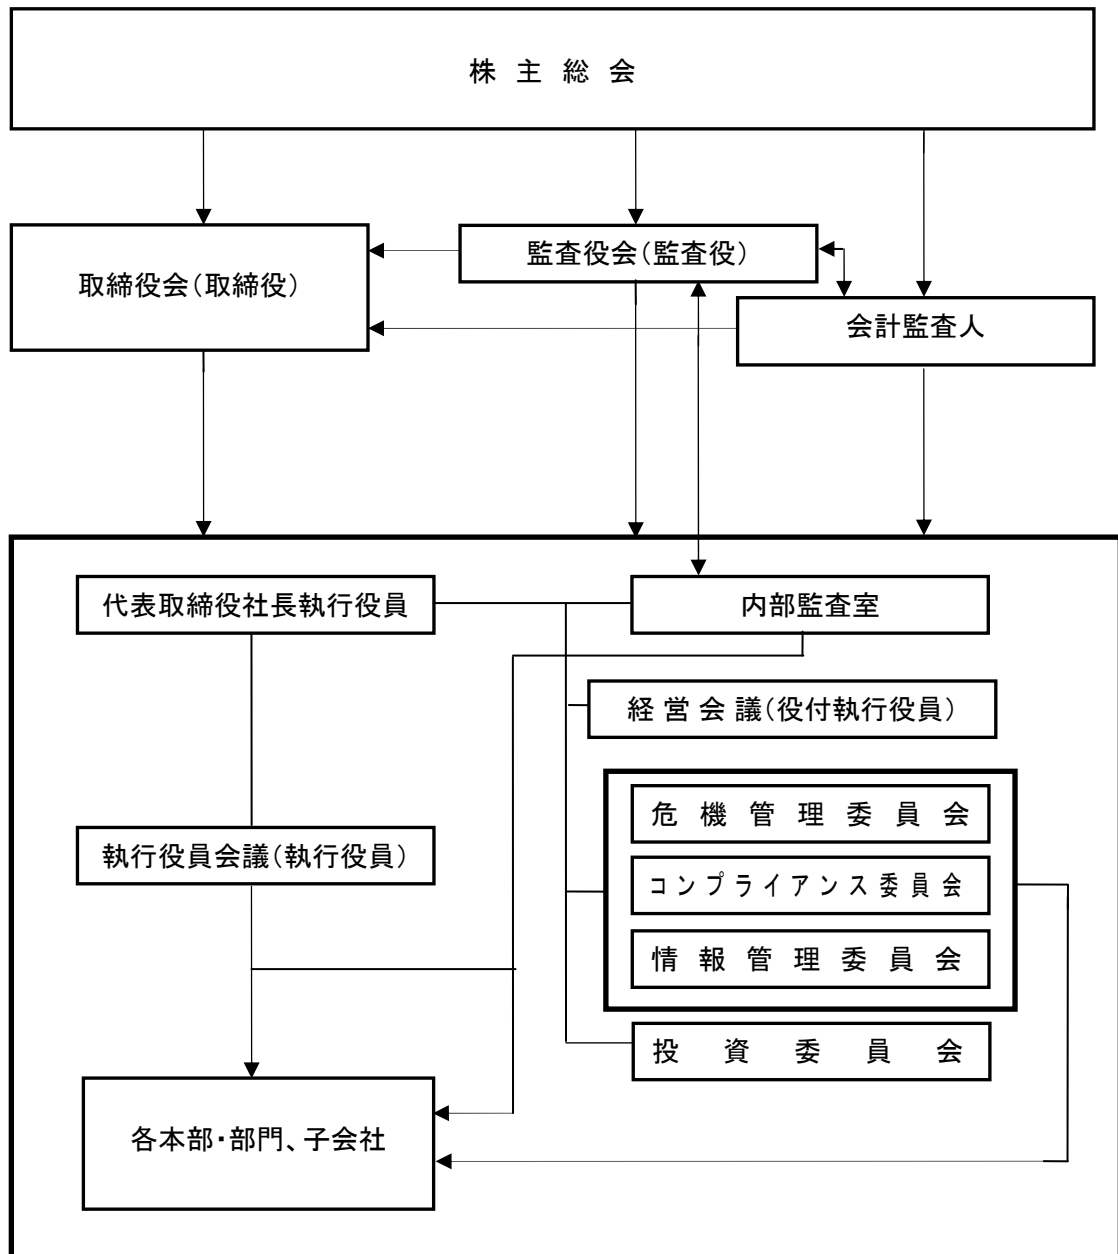 株主総会
監査役会（監査役）
取締役会（取締役）
会計監査人
代表取締役社長執行役員
内部監査室
経営会議（役付執行役員）
危機管理委員会
執行役員会議（執行役員）
コンプライアンス委員会
情報管理委員会
投資委員会
各本部・部門、子会社